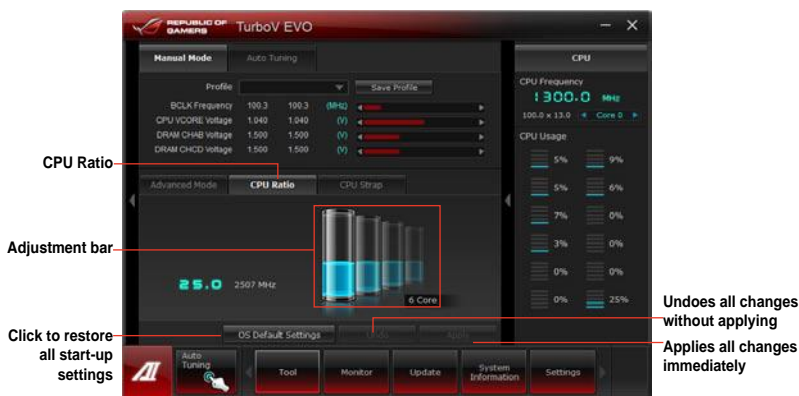 REPUBLIC OF GAMERS TurboV EVO
Manual Mode Auto Tuning
Profile Save Profile
BCLK Frequency 100.3 100.3 (MHz)
CPU VCORE Voltage 1.040 1.040 (V)
DRAM CHAB Voltage 1.500 1.500 (V)
DRAM CHCD Voltage 1.500 1.500 (V)
CPU
CPU Frequency
1300.0 MHz
100.0 x 13.0 Core 0
CPU Usage
5% 9%
5% 6%
7% 0%
3% 0%
0% 0%
0% 25%
CPU Ratio
Advanced Mode CPU Ratio CPU Strap
Adjustment bar
25.0 2507 MHz
6 Core
Click to restore
all start-up
settings
OS Default Settings Undo Apply
Undoes all changes
without applying
Applies all changes
immediately
AI
Auto
Tuning
Tool Monitor Update System
Information Settings